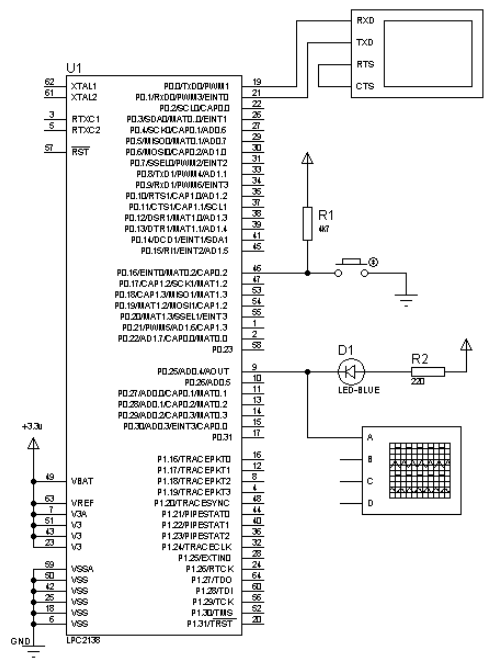 RXD
TXD
RTS
CTS
U1
62 XTAL1 P0.0/TxD0/PWM1 19
61 XTAL2 P0.1/RxD0/PWM3/EINT0 21
P0.2/SCL0/CAP0.0 22
3 RTXC1 P0.3/SDA0/MAT0.0/EINT1 26
5 RTXC2 P0.4/SCK0/CAP0.1/AD0.6 27
P0.5/MISO0/MAT0.1/AD0.7 29
57 RST P0.6/MOSI0/CAP0.2/AD1.0 30
P0.7/SSEL0/PWM2/EINT2 31
P0.8/TxD1/PWM4/AD1.1 33
P0.9/RxD1/PWM6/EINT3 34
P0.10/RTS1/CAP1.0/AD1.2 35
P0.11/CTS1/CAP1.1/SCL1 37
P0.12/DSR1/MAT1.0/AD1.3 38
P0.13/DTR1/MAT1.1/AD1.4 39
P0.14/DCD1/EINT1/SDA1 41
P0.15/RI1/EINT2/AD1.5 45
R1
4k7
P0.16/EINT0/MAT0.2/CAP0.2 46
P0.17/CAP1.2/SCK1/MAT1.2 47
P0.18/CAP1.3/MISO1/MAT1.3 53
P0.19/MAT1.2/MOSI1/CAP1.2 54
P0.20/MAT1.3/SSEL1/EINT3 55
P0.21/PWM5/AD1.6/CAP1.3 1
P0.22/AD1.7/CAP0.0/MAT0.0 2
P0.23 58
P0.25/AD0.4/AOUT 9
P0.26/AD0.5 10
P0.27/AD0.0/CAP0.1/MAT0.1 11
P0.28/AD0.1/CAP0.2/MAT0.2 13
P0.29/AD0.2/CAP0.3/MAT0.3 14
P0.30/AD0.3/EINT3/CAP0.0 15
P0.31 17
D1
LED-BLUE
R2
220
A
B
C
D
+3.3u
P1.16/TRACEPKT0 16
P1.17/TRACEPKT1 12
49 VBAT P1.18/TRACEPKT2 8
P1.19/TRACEPKT3 4
63 VREF P1.20/TRACESYNC 48
7 V3A P1.21/PIPESTAT0 44
51 V3 P1.22/PIPESTAT1 40
43 V3 P1.23/PIPESTAT2 36
23 V3 P1.24/TRACECLK 32
P1.25/EXTIN0 28
59 VSSA P1.26/RTCK 24
50 VSS P1.27/TDO 64
42 VSS P1.28/TDI 60
25 VSS P1.29/TCK 56
18 VSS P1.30/TMS 52
6 VSS P1.31/TRST 20
GND
LPC2138